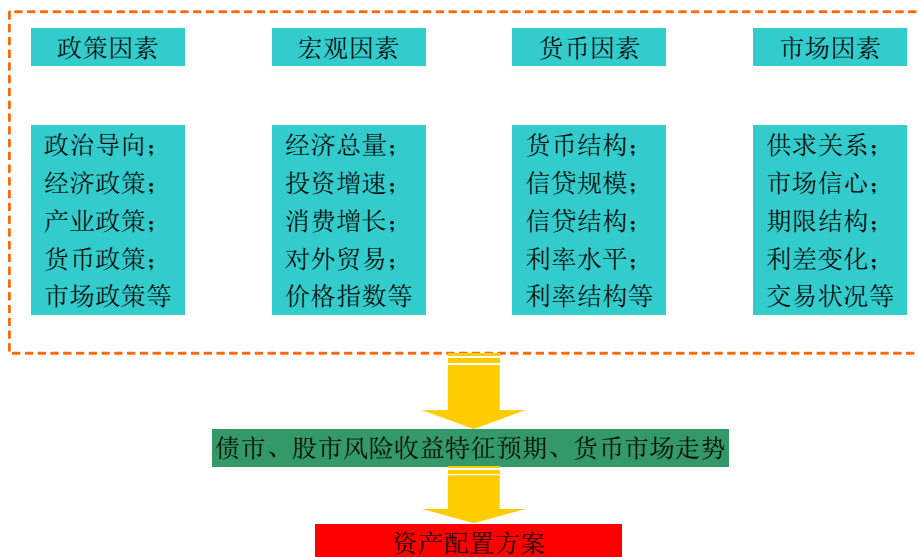 政策因素
宏观因素
货币因素
市场因素
政治导向；
经济政策；
产业政策；
货币政策；
市场政策等
经济总量；
投资增速；
消费增长；
对外贸易；
价格指数等
货币结构；
信贷规模；
信贷结构；
利率水平；
利率结构等
供求关系；
市场信心；
期限结构；
利差变化；
交易状况等
债市、股市风险收益特征预期、货币市场走势
资产配置方案